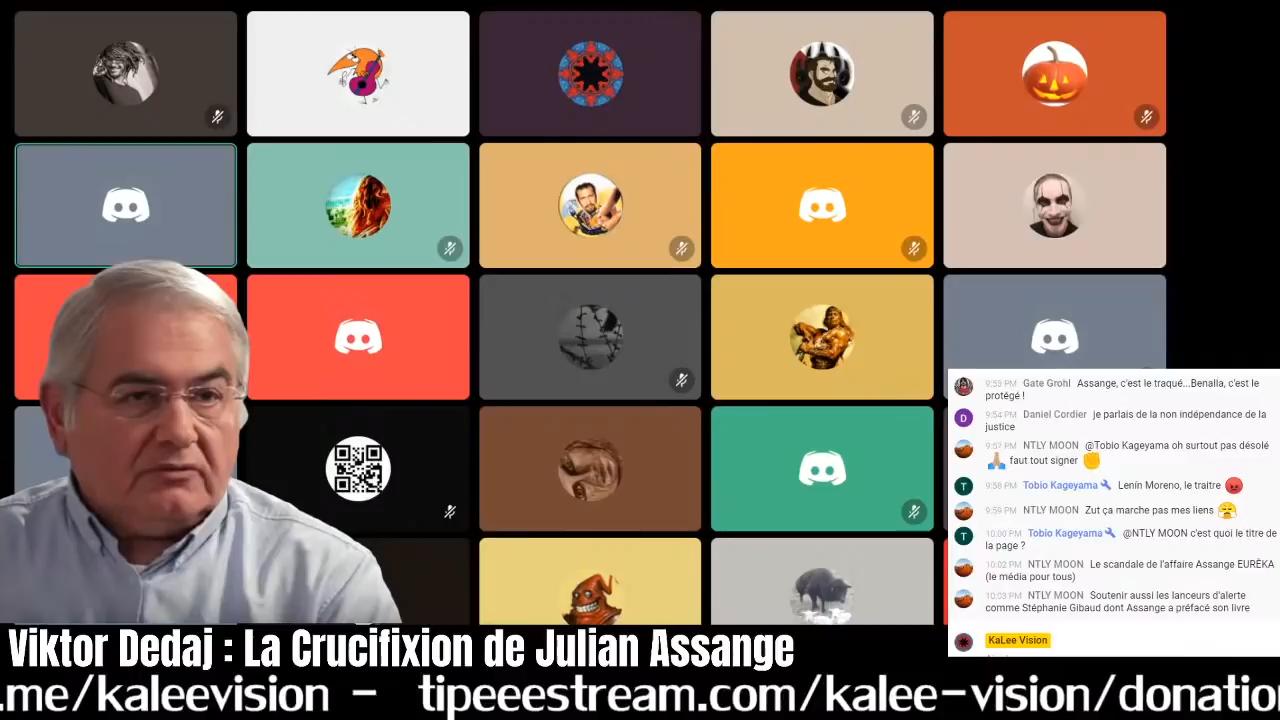 9:53 PM Gate Grohl Assange, c'est le traqué...Benalla, c'est le
protégé !
D
9:54 PM Daniel Cordier je parlais de la non indépendance de la
justice
9:57 PM NTLY MOON @Tobio Kageyama oh surtout pas désolé
faut tout signer
T
9:58 PM Tobio Kageyama Lenín Moreno, le traitre
9:59 PM NTLY MOON Zut ça marche pas mes liens
T
10:00 PM Tobio Kageyama @NTLY MOON c'est quoi le titre de
la page ?
10:02 PM NTLY MOON Le scandale de l'affaire Assange EURÊKA
(le média pour tous)
10:03 PM NTLY MOON Soutenir aussi les lanceurs d'alerte
comme Stéphanie Gibaud dont Assange a préfacé son livre
KaLee Vision
Viktor Dedaj : La Crucifixion de Julian Assange
.me/kaleevision - tipeeestream.com/kalee-vision/donation